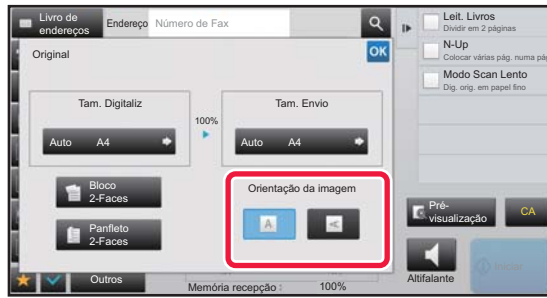 Livro de
endereços
Endereço
Número de Fax
Original
OK
Tam. Digitaliz
Auto A4
100%
Tam. Envio
Auto A4
Bloco
2-Faces
Panfleto
2-Faces
Orientação da imagem
A
A
Outros
Memória recepção :
100%
Leit. Livros
Dividir em 2 páginas
N-Up
Colocar várias pág. numa
Modo Scan Lento
Dig. orig. em papel fino
Pré-
visualização
CA
Altifalante
Iniciar